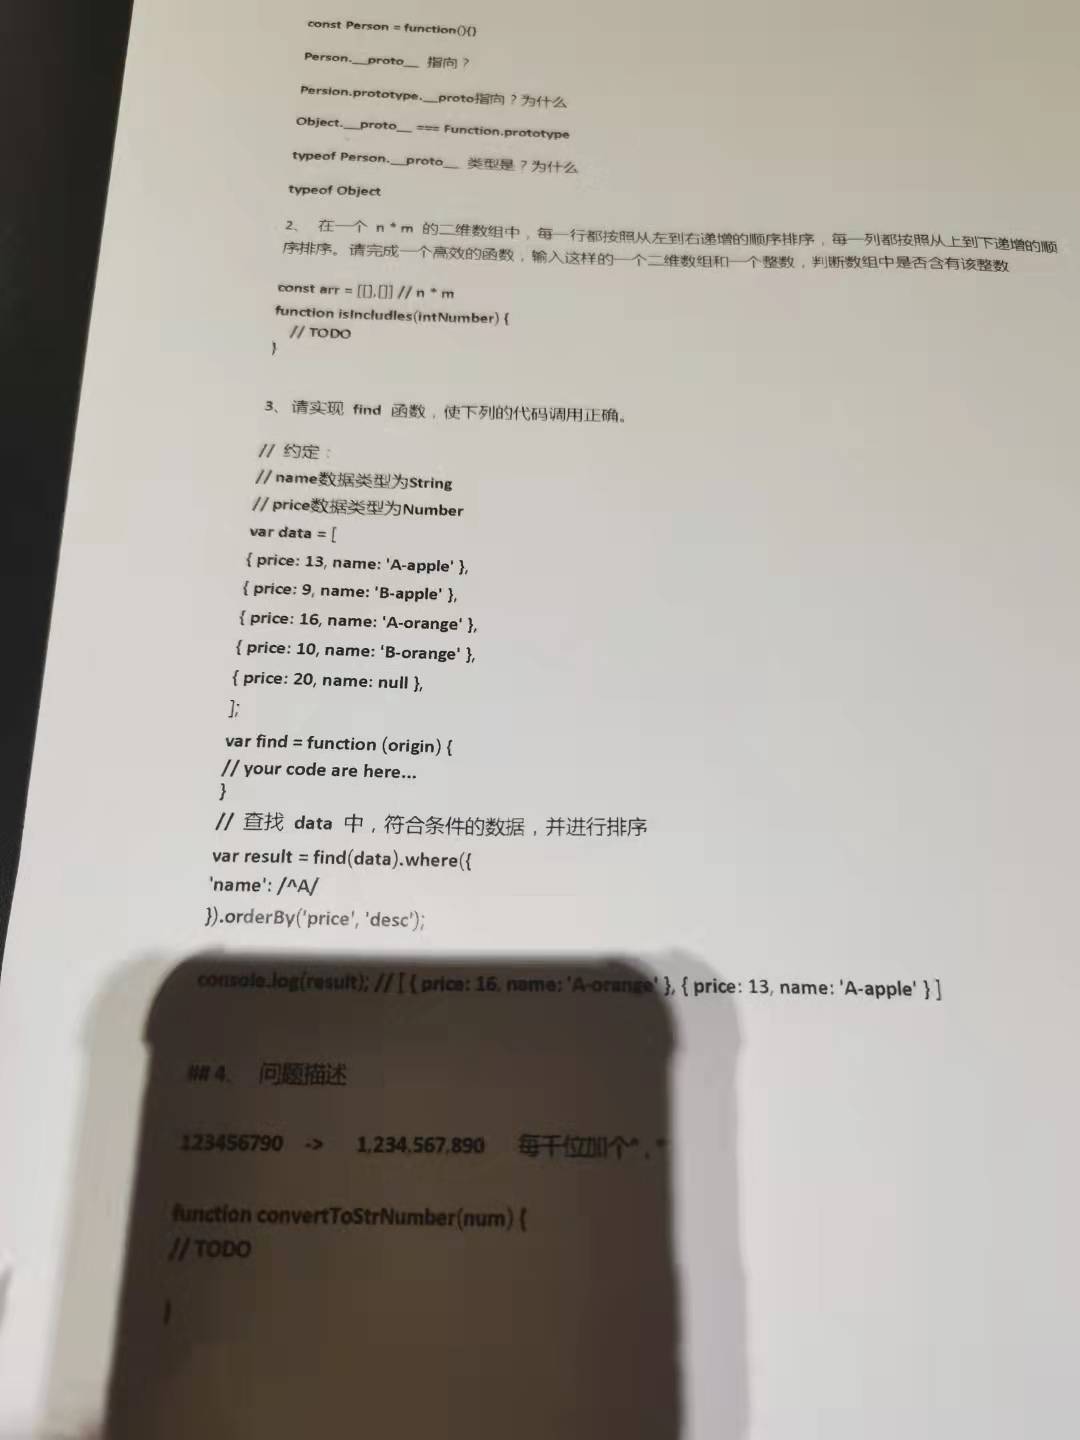 const Person = function(){}
Person.__proto__ 指向？
Persion.prototype.__proto指向？为什么
Object.__proto__ === Function.prototype
typeof Person.__proto__ 类型是？为什么
typeof Object
2、 在一个 n * m 的二维数组中，每一行都按照从左到右递增的顺序排序，每一列都按照从上到下递增的顺
序排序。请完成一个高效的函数，输入这样的一个二维数组和一个整数，判断数组中是否含有该整数
const arr = [[],[]] // n * m
function isIncludles(intNumber) {
// TODO
}
3、 请实现 find 函数，使下列的代码调用正确。
// 约定：
// name数据类型为String
// price数据类型为Number
var data = [
{ price: 13, name: 'A-apple' },
{ price: 9, name: 'B-apple' },
{ price: 16, name: 'A-orange' },
{ price: 10, name: 'B-orange' },
{ price: 20, name: null },
];
var find = function (origin) {
// your code are here...
}
// 查找 data 中，符合条件的数据，并进行排序
var result = find(data).where({
'name': /^A/
}).orderBy('price', 'desc');
console.log(result); // [ { price: 16, name: 'A-orange' }, { price: 13, name: 'A-apple' } ]
## 4、 问题描述
123456790 -> 1,234,567,890 每千位加个","
function convertToStrNumber(num) {
// TODO
}